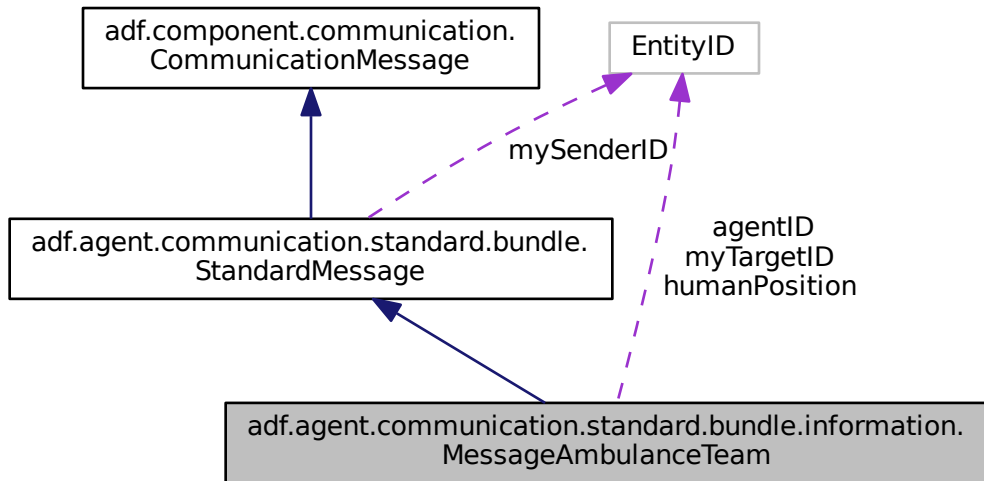 adf.component.communication.
CommunicationMessage
EntityID
mySenderID
adf.agent.communication.standard.bundle.
StandardMessage
agentID
myTargetID
humanPosition
adf.agent.communication.standard.bundle.information.
MessageAmbulanceTeam